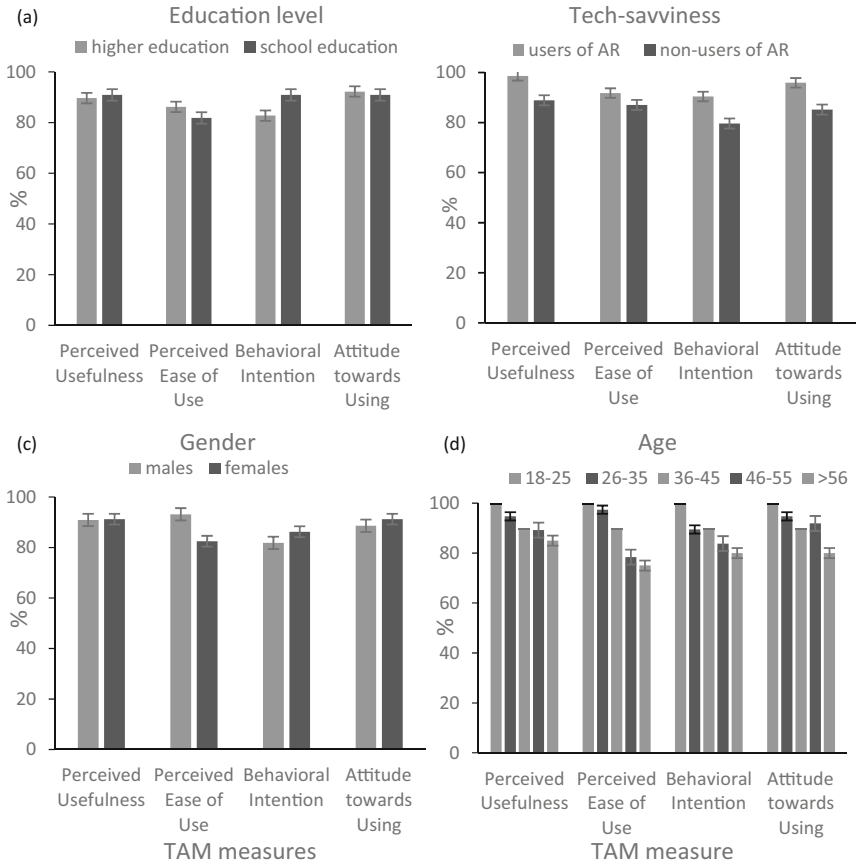 (a)
Education level
higher education school education
100
80
60
40
20
0
%
Perceived Usefulness
Perceived Ease of Use
Behavioral Intention
Attitude towards Using
Tech-savviness
users of AR non-users of AR
100
80
60
40
20
0
%
Perceived Usefulness
Perceived Ease of Use
Behavioral Intention
Attitude towards Using
(c)
Gender
males females
100
80
60
40
20
0
%
Perceived Usefulness
Perceived Ease of Use
Behavioral Intention
Attitude towards Using
TAM measures
(d)
Age
18-25 26-35 36-45 46-55 >56
100
80
60
40
20
0
%
Perceived Usefulness
Perceived Ease of Use
Behavioral Intention
Attitude towards Using
TAM measure